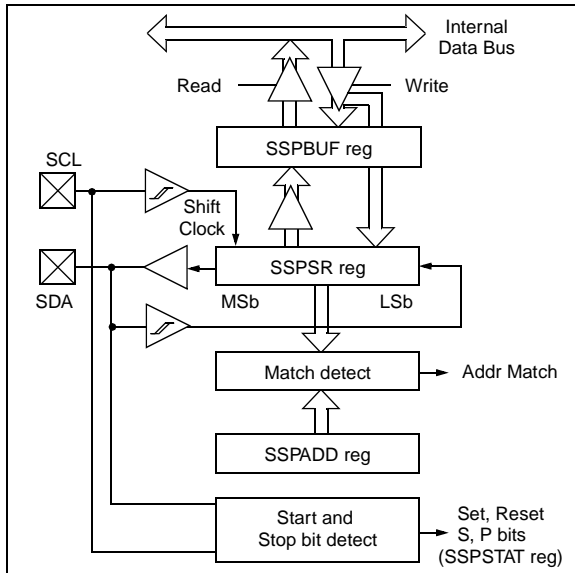 Internal
Data Bus
Read
Write
SSPBUF reg
SCL
Shift
Clock
SSPSR reg
SDA
MSb
LSb
Match detect
Addr Match
SSPADD reg
Start and
Stop bit detect
Set, Reset
S, P bits
(SSPSTAT reg)